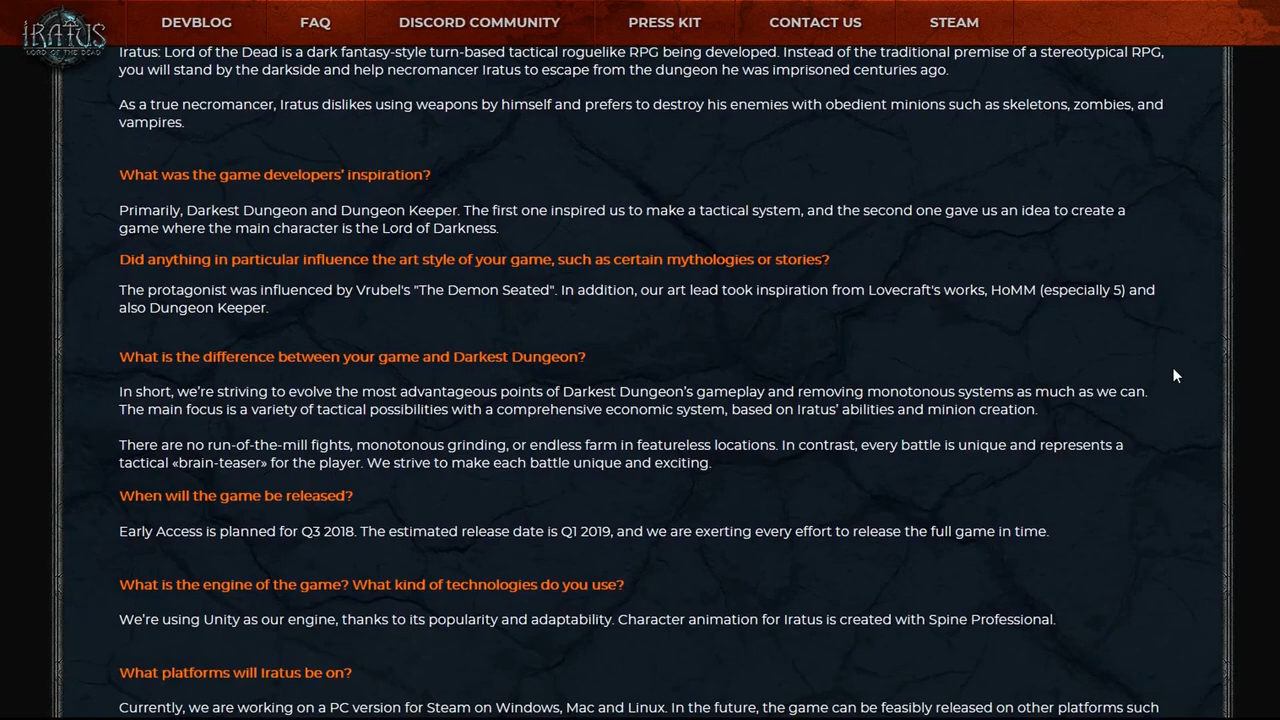 IRATUS
LORD OF THE DEAD
DEVBLOG
FAQ
DISCORD COMMUNITY
PRESS KIT
CONTACT US
STEAM
Iratus: Lord of the Dead is a dark fantasy-style turn-based tactical roguelike RPG being developed. Instead of the traditional premise of a stereotypical RPG,
you will stand by the darkside and help necromancer Iratus to escape from the dungeon he was imprisoned centuries ago.
As a true necromancer, Iratus dislikes using weapons by himself and prefers to destroy his enemies with obedient minions such as skeletons, zombies, and
vampires.
What was the game developers’ inspiration?
Primarily, Darkest Dungeon and Dungeon Keeper. The first one inspired us to make a tactical system, and the second one gave us an idea to create a
game where the main character is the Lord of Darkness.
Did anything in particular influence the art style of your game, such as certain mythologies or stories?
The protagonist was influenced by Vrubel's "The Demon Seated". In addition, our art lead took inspiration from Lovecraft's works, HoMM (especially 5) and
also Dungeon Keeper.
What is the difference between your game and Darkest Dungeon?
In short, we’re striving to evolve the most advantageous points of Darkest Dungeon’s gameplay and removing monotonous systems as much as we can.
The main focus is a variety of tactical possibilities with a comprehensive economic system, based on Iratus’ abilities and minion creation.
There are no run-of-the-mill fights, monotonous grinding, or endless farm in featureless locations. In contrast, every battle is unique and represents a
tactical «brain-teaser» for the player. We strive to make each battle unique and exciting.
When will the game be released?
Early Access is planned for Q3 2018. The estimated release date is Q1 2019, and we are exerting every effort to release the full game in time.
What is the engine of the game? What kind of technologies do you use?
We’re using Unity as our engine, thanks to its popularity and adaptability. Character animation for Iratus is created with Spine Professional.
What platforms will Iratus be on?
Currently, we are working on a PC version for Steam on Windows, Mac and Linux. In the future, the game can be feasibly released on other platforms such